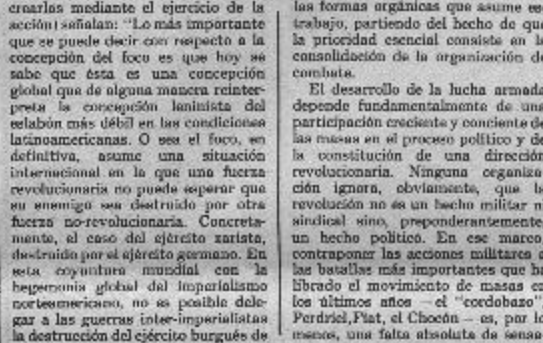 crearlas mediante el ejercicio de la
acción) señalan: "Lo más importante
que se puede decir con respecto a la
concepción del foco es que hoy se
sabe que ésta es una concepción
global que de alguna manera reinter-
preta la concepción leninista del
eslabón más débil en las condiciones
latinoamericanas. O sea el foco, en
definitiva, asume una situación
internacional en la que una fuerza
revolucionaria no puede esperar que
su enemigo sea destruido por otra
fuerza no-revolucionaria. Concreta-
mente, el caso del ejército zarista,
destruido por el ejército germano. En
esta coyuntura mundial con la
hegemonía global del imperialismo
norteamericano, no es posible dele-
gar a las guerras inter-imperialistas
la destrucción del ejército burgués de
las formas orgánicas que asume es
trabajo, partiendo del hecho de que
la prioridad esencial consiste en la
consolidación de la organización de
combate.
El desarrollo de la lucha armada
depende fundamentalmente de una
participación creciente y conciente de
las masas en el proceso político y de
la constitución de una dirección
revolucionaria. Ninguna organiza-
ción ignora, obviamente, que la
revolución no es un hecho militar ni
sindical sino, preponderantemente
un hecho político. En ese marco,
contraponer las acciones militares a
las batallas más importantes que ha
librado el movimiento de masas en
los últimos años — el "cordobazo",
Perdriel, Fiat, el Chocón — es, por lo
menos, una falta absoluta de sensa-